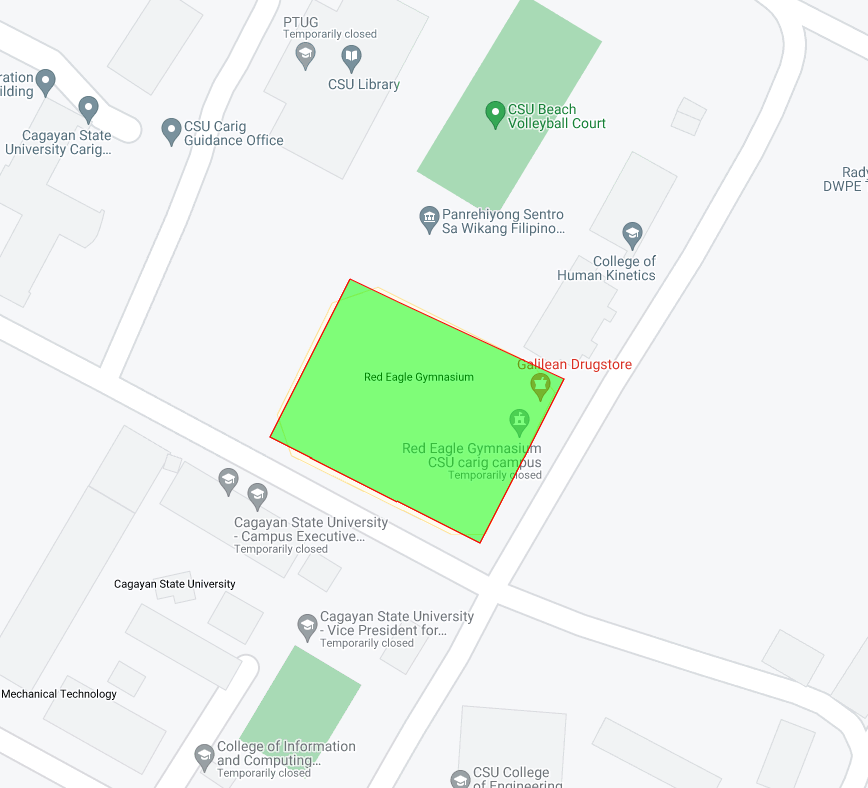 PTUG
Temporarily closed
CSU Library
ration
ilding
Cagayan State
University Carig...
CSU Carig
Guidance Office
CSU Beach
Volleyball Court
Rady
DWPE T
Panrehiyong Sentro
Sa Wikang Filipino...
College of
Human Kinetics
Galilean Drugstore
Red Eagle Gymnasium
Red Eagle Gymnasium
CSU carig campus
Temporarily closed
Cagayan State University
- Campus Executive...
Temporarily closed
Cagayan State University
Cagayan State University
- Vice President for...
Temporarily closed
Mechanical Technology
College of Information
and Computing...
Temporarily closed
CSU College
of Engineering